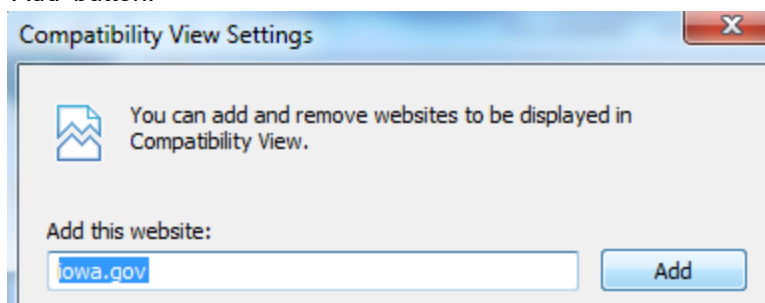 Compatibility View Settings
You can add and remove websites to be displayed in
Compatibility View.
Add this website:
iowa.gov
Add